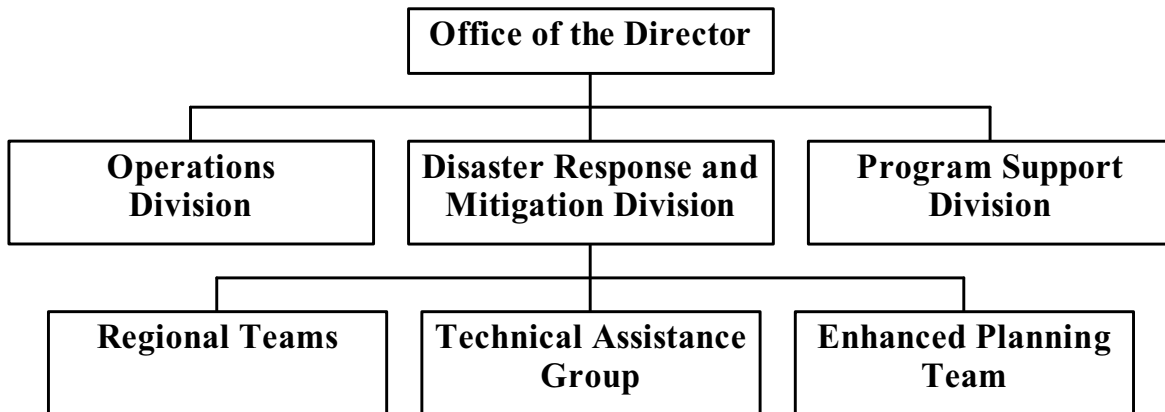 Office of the Director
Operations
Division
Disaster Response and
Mitigation Division
Program Support
Division
Regional Teams
Technical Assistance
Group
Enhanced Planning
Team